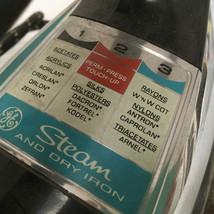 1
2
3
ACETATES
ACRYLICS
ACRILAN*
CRESLAN*
ORLON*
ZEFRAN*
PERM-PRESS
TOUCH-UP
SILKS
POLYESTERS
DACRON*
FORTREL*
KODEL*
RAYONS
W'N'W COT.
NYLONS
ANTRON*
CAPROLAN*
TRIACETATES
ARNEL*
GE
Steam
AND DRY IRON